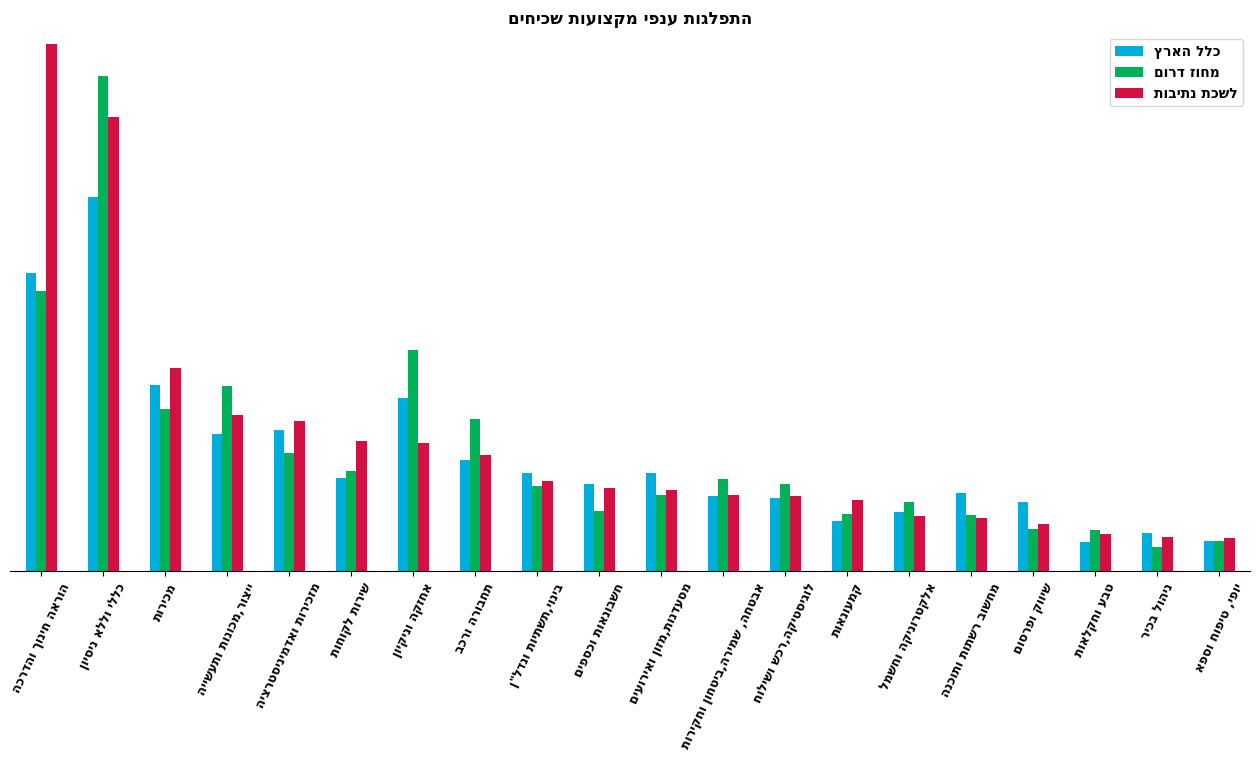 התפלגות ענפי מקצועות שכיחים
כלל הארץ
מחוז דרום
לשכת נתיבות
הוראה חינוך והדרכה
כללי וללא ניסיון
מכירות
ייצור,מכונות ותעשייה
מזכירות ואדמיניסטרציה
שירות לקוחות
אחזקה וניקיון
תחבורה ורכב
בינוי,תשתיות ונדל"ן
חשבונאות וכספים
מסעדנות,מזון ואירועים
אבטחה, שמירה,ביטחון וחקירות
לוגיסטיקה,רכש ושילוח
קמעונאות
אלקטרוניקה וחשמל
מחשוב רשתות ותוכנה
שיווק ופרסום
טבע וחקלאות
ניהול בכיר
יופי, טיפוח וספא